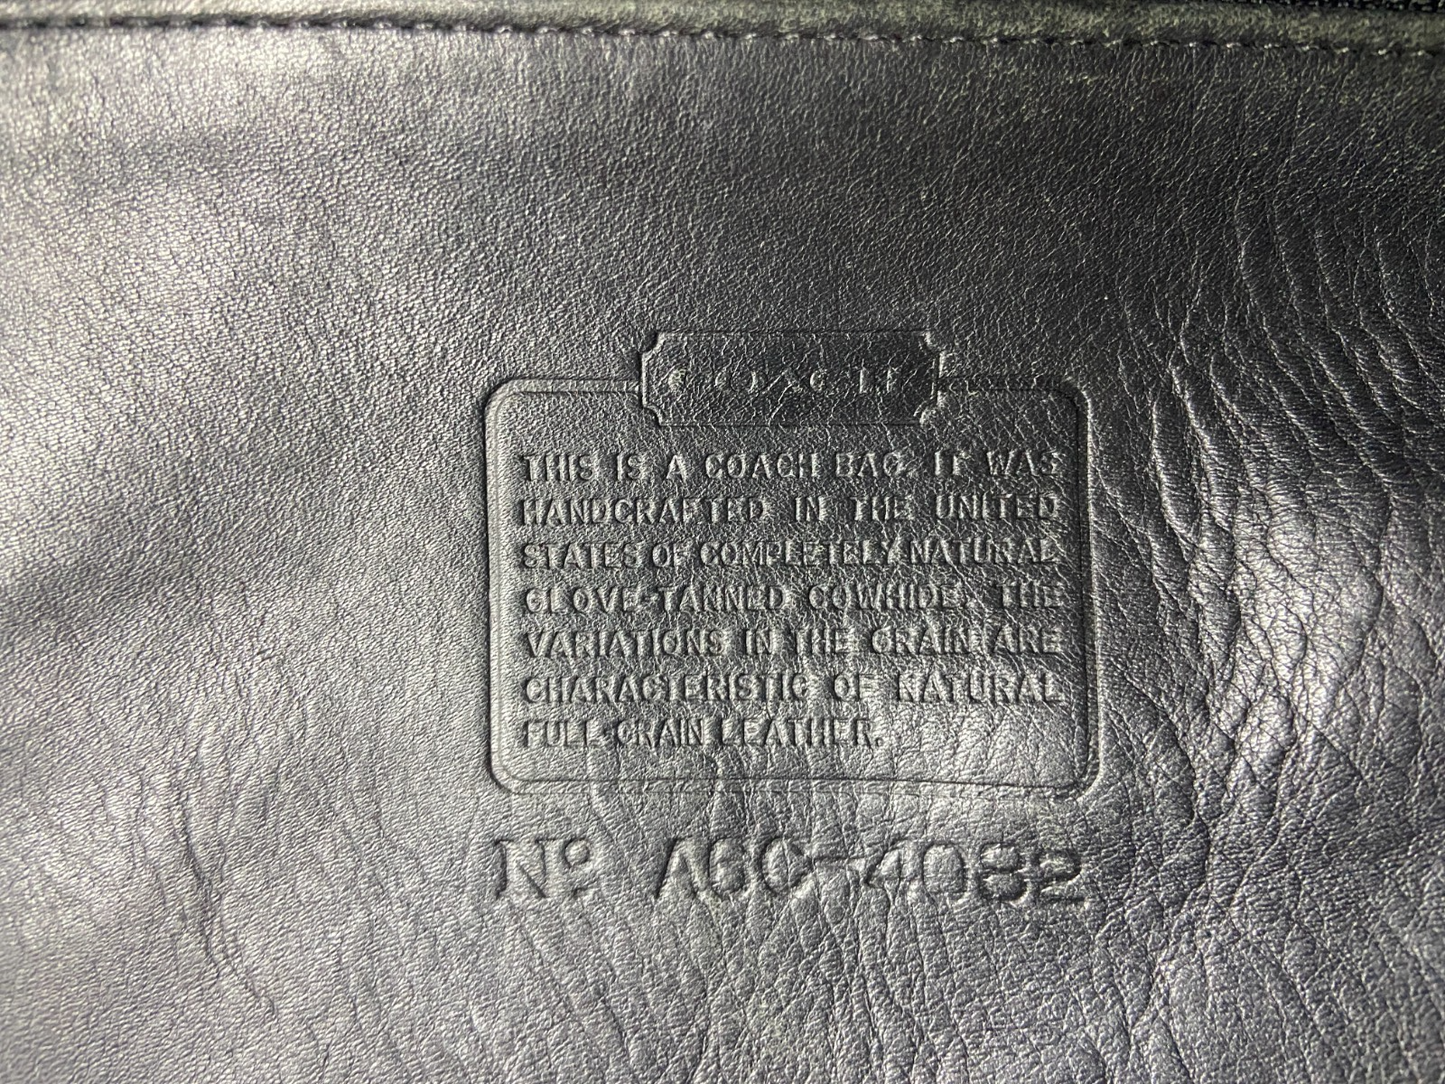 COACH
THIS IS A COACH BAG. IT WAS
HANDCRAFTED IN THE UNITED
STATES OF COMPLETELY NATURAL
GLOVE-TANNED COWHIDE. THE
VARIATIONS IN THE GRAIN ARE
CHARACTERISTIC OF NATURAL
FULL-GRAIN LEATHER.
Nº A6C-4082